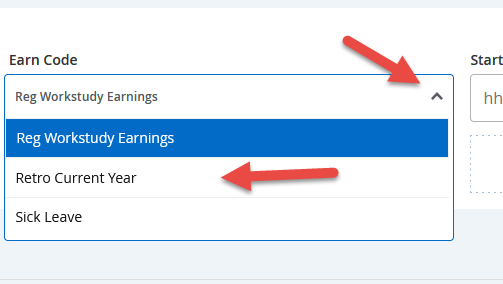 Earn Code
Start
Reg Workstudy Earnings
hh
Reg Workstudy Earnings
Retro Current Year
Sick Leave